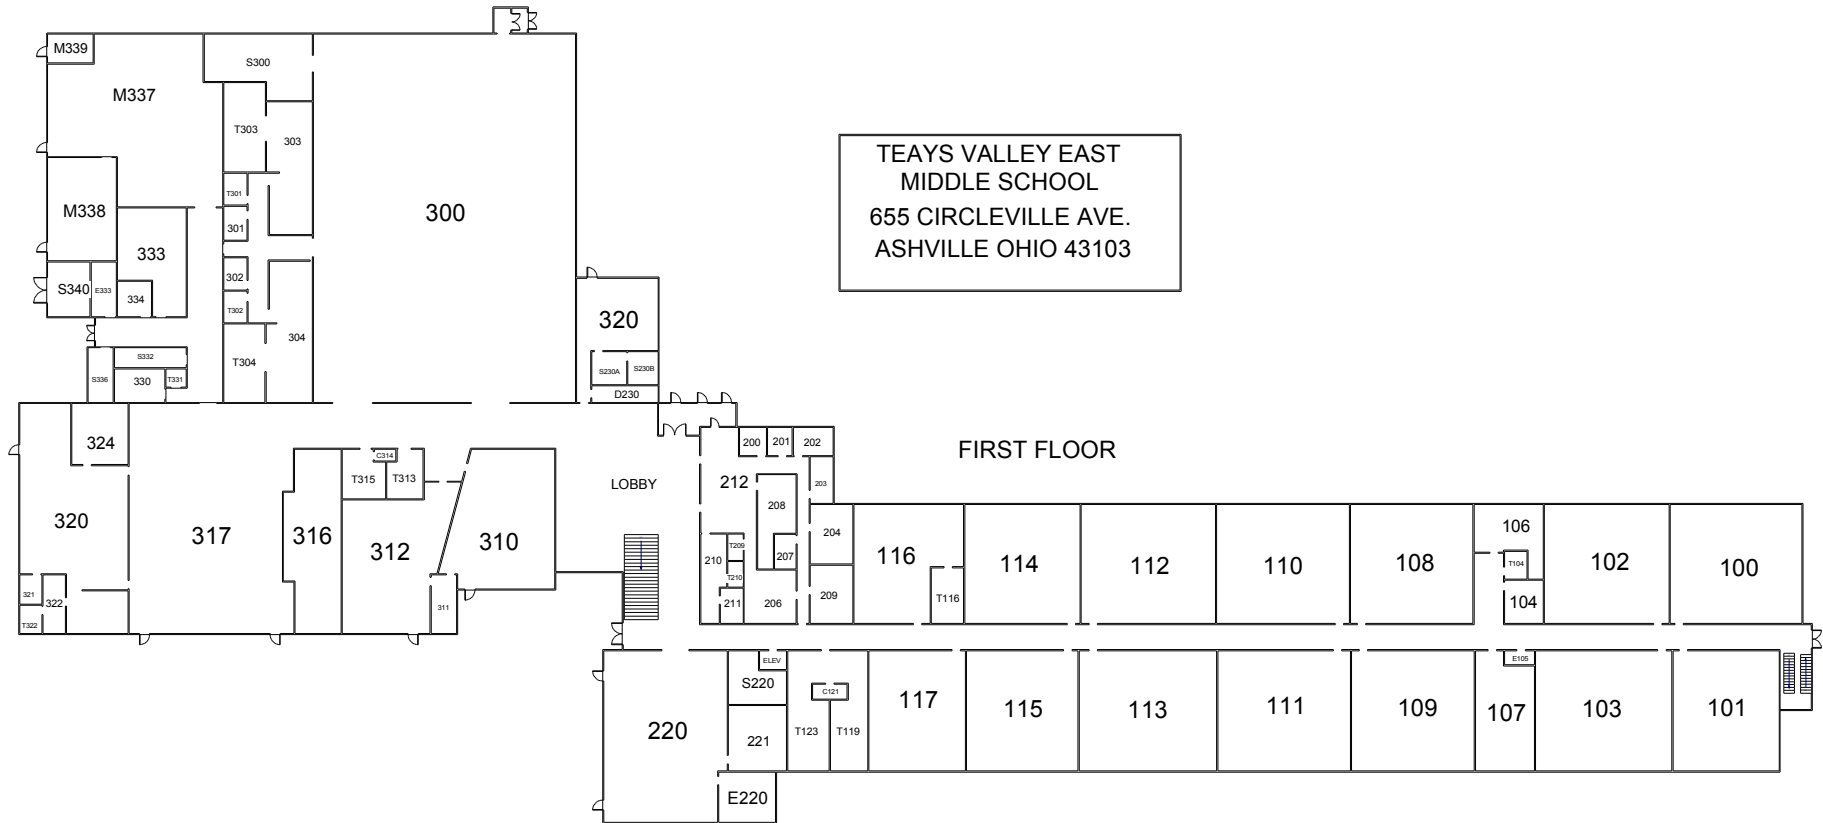 M339
S300
M337
T303
303
TEAYS VALLEY EAST
MIDDLE SCHOOL
655 CIRCLEVILLE AVE.
ASHVILLE OHIO 43103
T301
M338
300
301
333
302
S340
E333
334
T302
320
304
S332
T304
S336
330
T331
S230A
S230B
D230
324
200
201
202
FIRST FLOOR
C314
T315
T313
LOBBY
212
203
208
320
317
316
312
310
204
116
114
112
110
108
106
102
100
T209
210
207
T104
T210
321
322
311
211
206
209
T116
104
T322
ELEV
E105
S220
C121
117
115
113
111
109
107
103
101
220
221
T123
T119
E220